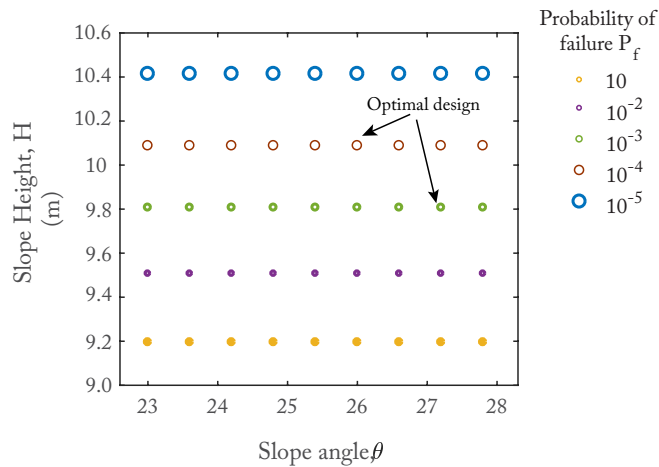 Probability of
failure P_f
10
10⁻²
10⁻³
10⁻⁴
10⁻⁵
Optimal design
Slope Height, H
(m)
10.6
10.4
10.2
10
9.8
9.6
9.4
9.2
9.0
23 24 25 26 27 28
Slope angle,θ